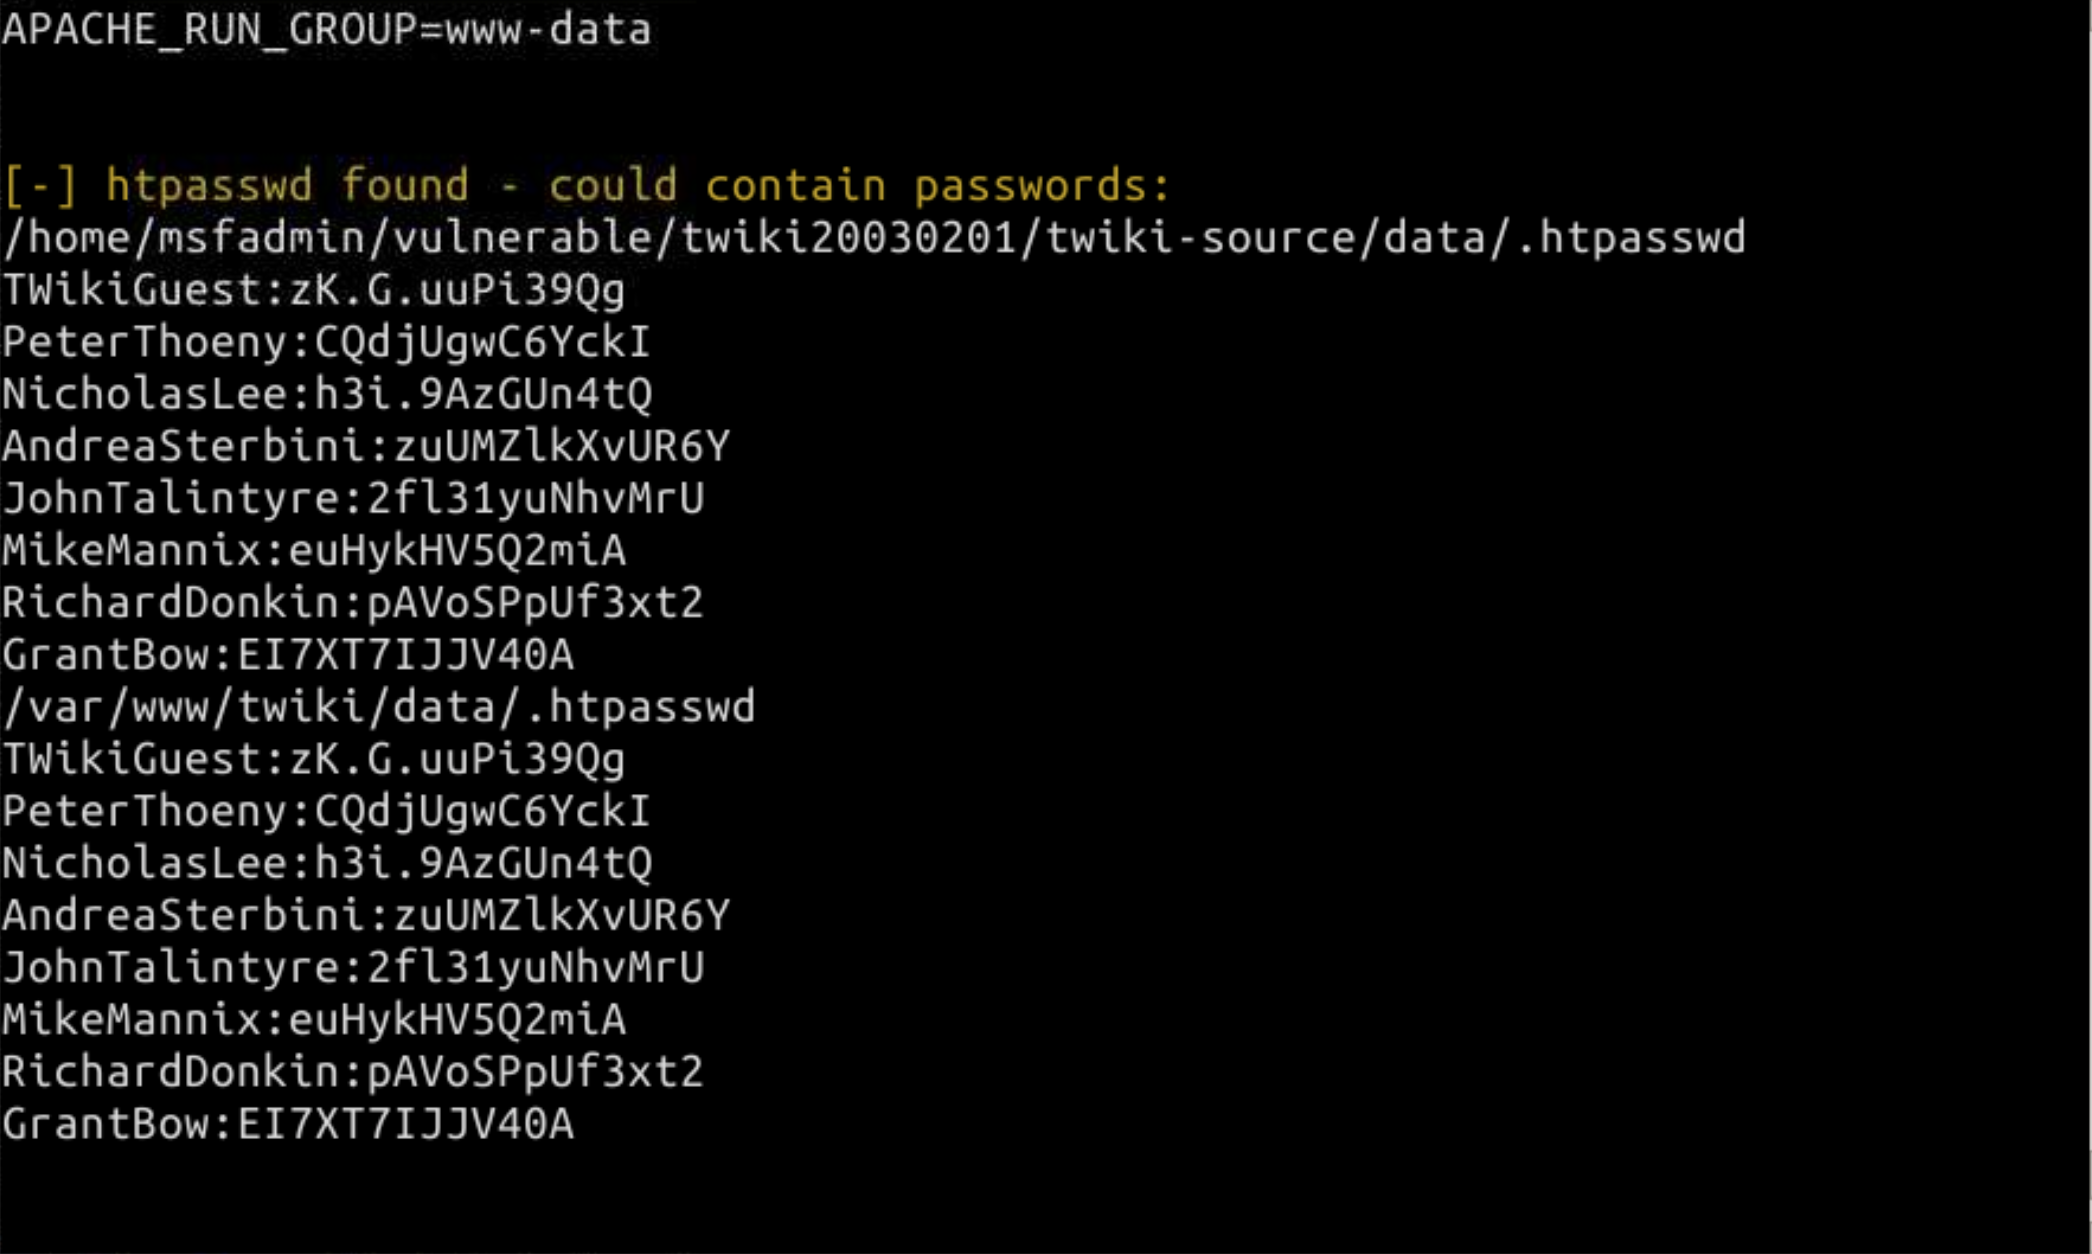 APACHE_RUN_GROUP=www-data
[-] htpasswd found - could contain passwords:
/home/msfadmin/vulnerable/twiki20030201/twiki-source/data/.htpasswd
TWikiGuest:zK.G.uuPi39Qg
PeterThoeny:CQdjUgwC6YckI
NicholasLee:h3i.9AzGUn4tQ
AndreaSterbini:zuUMZlkXvUR6Y
JohnTalintyre:2fl31yuNhvMrU
MikeMannix:euHykHV5Q2miA
RichardDonkin:pAVoSPpUf3xt2
GrantBow:EI7XT7IJJV40A
/var/www/twiki/data/.htpasswd
TWikiGuest:zK.G.uuPi39Qg
PeterThoeny:CQdjUgwC6YckI
NicholasLee:h3i.9AzGUn4tQ
AndreaSterbini:zuUMZlkXvUR6Y
JohnTalintyre:2fl31yuNhvMrU
MikeMannix:euHykHV5Q2miA
RichardDonkin:pAVoSPpUf3xt2
GrantBow:EI7XT7IJJV40A